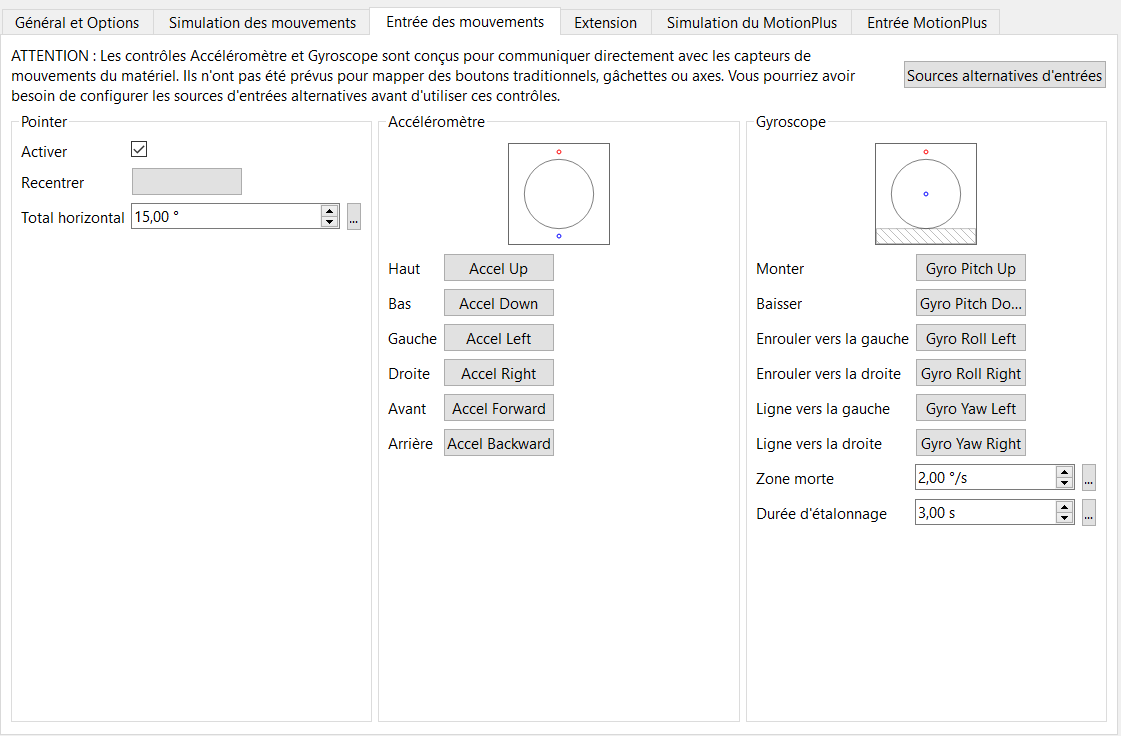 Général et Options
Simulation des mouvements
Entrée des mouvements
Extension
Simulation du MotionPlus
Entrée MotionPlus
ATTENTION : Les contrôles Accéléromètre et Gyroscope sont conçus pour communiquer directement avec les capteurs de
mouvements du matériel. Ils n'ont pas été prévus pour mapper des boutons traditionnels, gâchettes ou axes. Vous pourriez avoir
besoin de configurer les sources d'entrées alternatives avant d'utiliser ces contrôles.
Sources alternatives d'entrées
Pointer
Activer
Recentrer
Total horizontal 15,00 ° ...
Accéléromètre
Haut Accel Up
Bas Accel Down
Gauche Accel Left
Droite Accel Right
Avant Accel Forward
Arrière Accel Backward
Gyroscope
Monter Gyro Pitch Up
Baisser Gyro Pitch Do...
Enrouler vers la gauche Gyro Roll Left
Enrouler vers la droite Gyro Roll Right
Ligne vers la gauche Gyro Yaw Left
Ligne vers la droite Gyro Yaw Right
Zone morte 2,00 °/s ...
Durée d'étalonnage 3,00 s ...